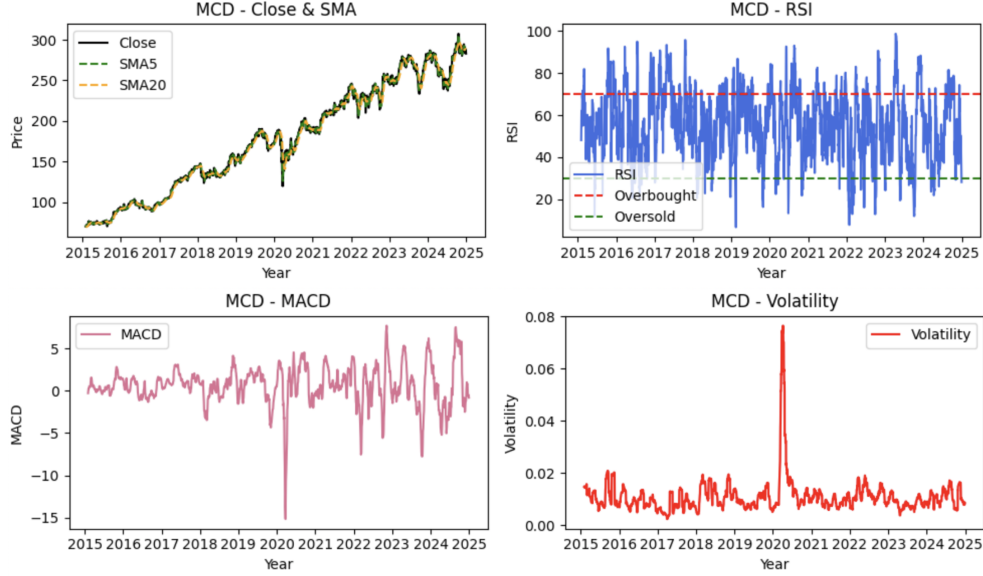 MCD - Close & SMA
300
250
200
150
100
Price
Close
SMA5
SMA20
2015 2016 2017 2018 2019 2020 2021 2022 2023 2024 2025
Year
MCD - RSI
100
80
60
40
20
RSI
RSI
Overbought
Oversold
2015 2016 2017 2018 2019 2020 2021 2022 2023 2024 2025
Year
MCD - MACD
5
0
−5
−10
−15
MACD
MACD
2015 2016 2017 2018 2019 2020 2021 2022 2023 2024 2025
Year
MCD - Volatility
0.08
0.06
0.04
0.02
0.00
Volatility
Volatility
2015 2016 2017 2018 2019 2020 2021 2022 2023 2024 2025
Year